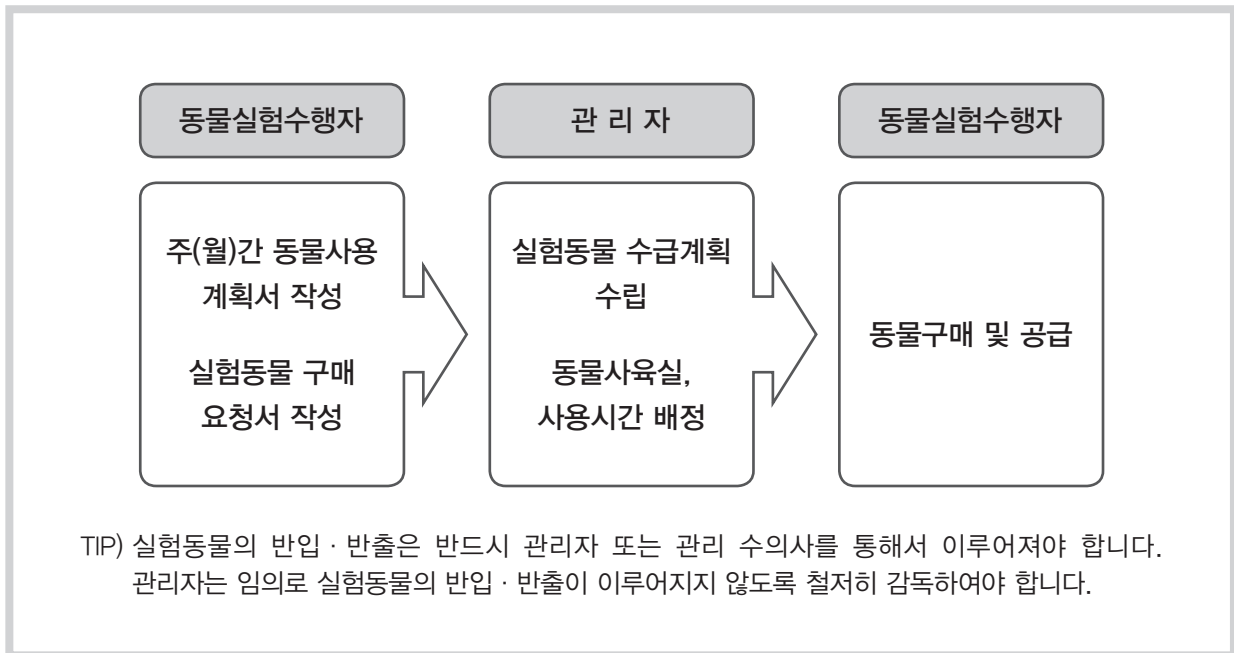 동물실험수행자
주(월)간 동물사용
계획서 작성
실험동물 구매
요청서 작성
관 리 자
실험동물 수급계획
수립
동물사육실,
사용시간 배정
동물실험수행자
동물구매 및 공급
TIP) 실험동물의 반입 · 반출은 반드시 관리자 또는 관리 수의사를 통해서 이루어져야 합니다.
관리자는 임의로 실험동물의 반입 · 반출이 이루어지지 않도록 철저히 감독하여야 합니다.